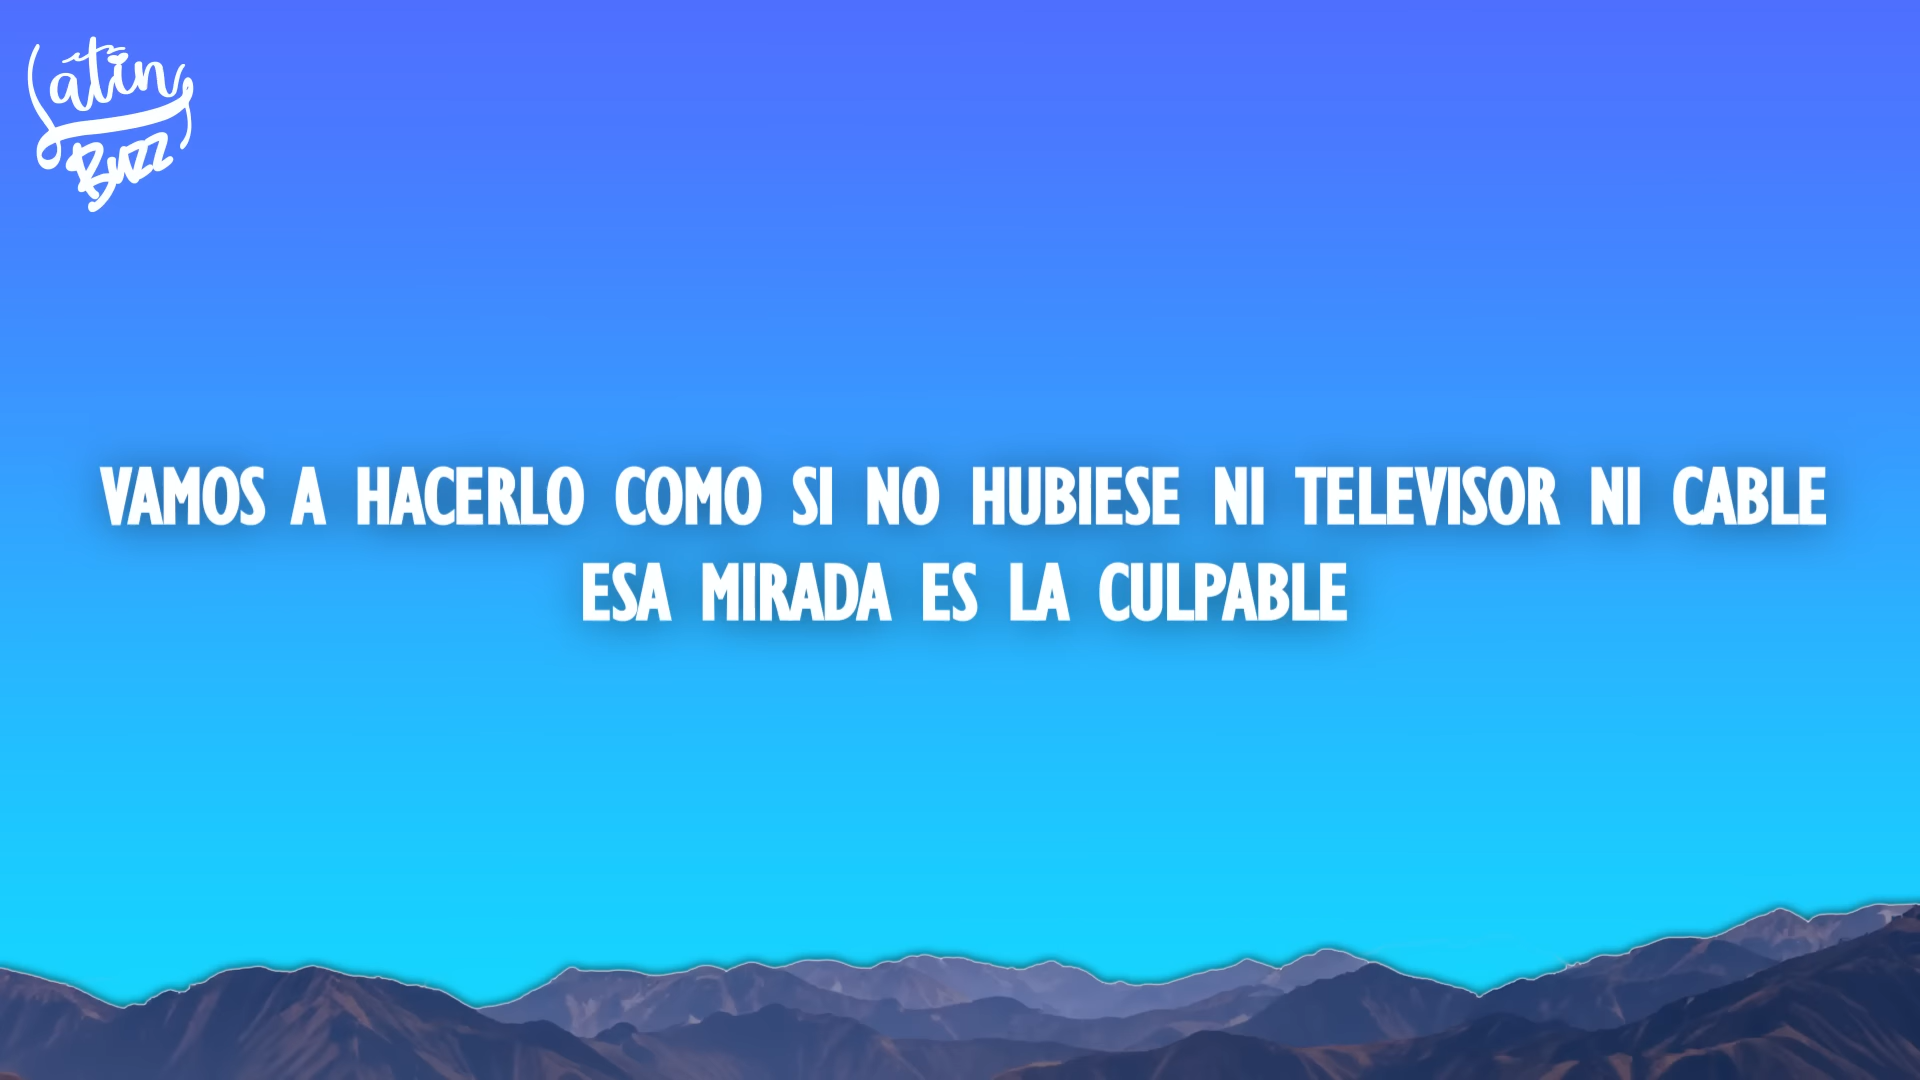 Latin
Buzz
VAMOS A HACERLO COMO SI NO HUBIESE NI TELEVISOR NI CABLE
ESA MIRADA ES LA CULPABLE